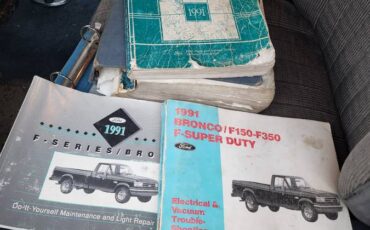 1991
Ford
1991
F-SERIES/BRO
Do-It-Yourself Maintenance and Light Repair
1991
BRONCO/F150-F350
F-SUPER DUTY
Ford
Electrical &
Vacuum
Trouble-